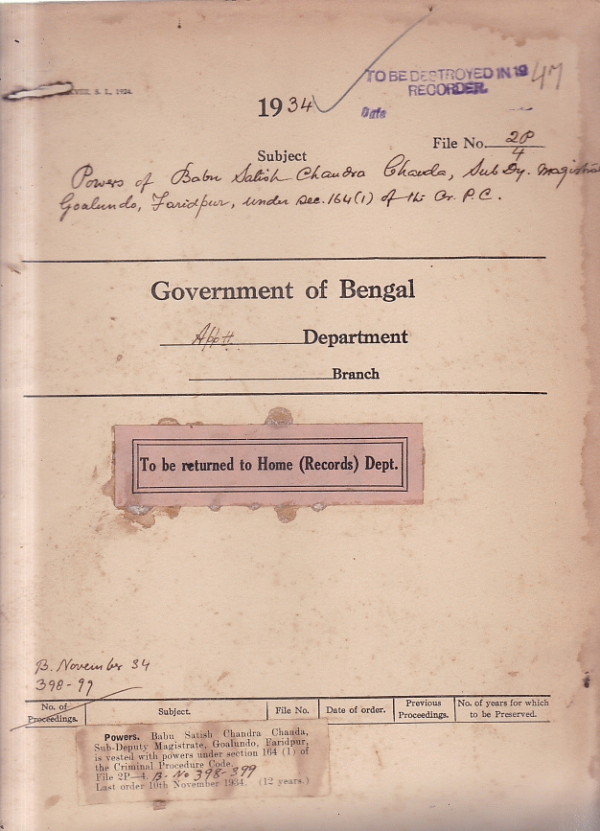 S. L., 1934.
TO BE DESTROYED IN 19 47
RECORDER.
Date
1934
File No. 2P/4
Subject
Powers of Babu Satish Chandra Chanda, Sub Dy. Magistrate
Goalundo, Faridpur, under sec. 164(1) of the Cr. P. C.
Government of Bengal
Appt. Department
Branch
To be returned to Home (Records) Dept.
B. November 34
398-99
No. of Proceedings. Subject. File No. Date of order. Previous Proceedings. No. of years for which to be Preserved.
Powers. Babu Satish Chandra Chanda,
Sub-Deputy Magistrate, Goalundo, Faridpur,
is vested with powers under section 164 (1) of
the Criminal Procedure Code.
File 2P—4. B. No 398-399
Last order 10th November 1934. (12 years.)